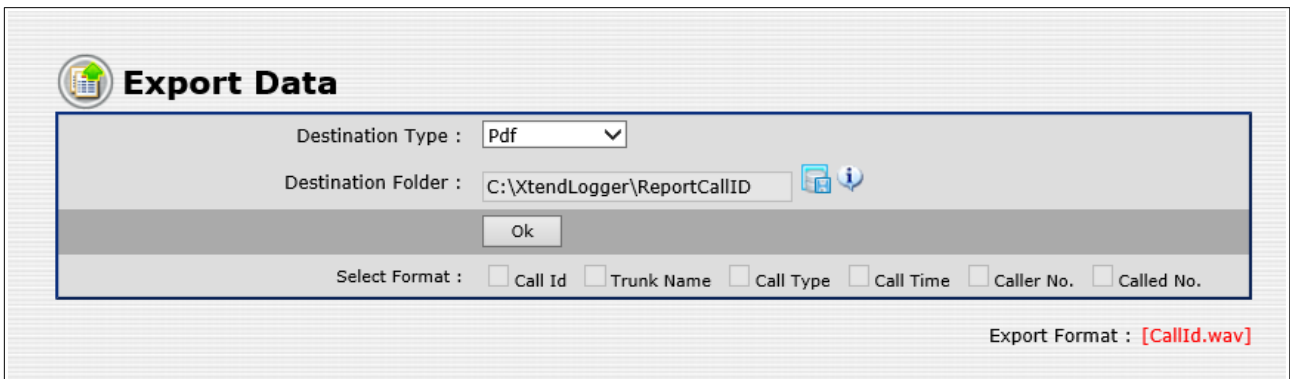 Export Data
Destination Type : Pdf
Destination Folder : C:\XtendLogger\ReportCallID
Ok
Select Format : Call Id Trunk Name Call Type Call Time Caller No. Called No.
Export Format : [CallId.wav]